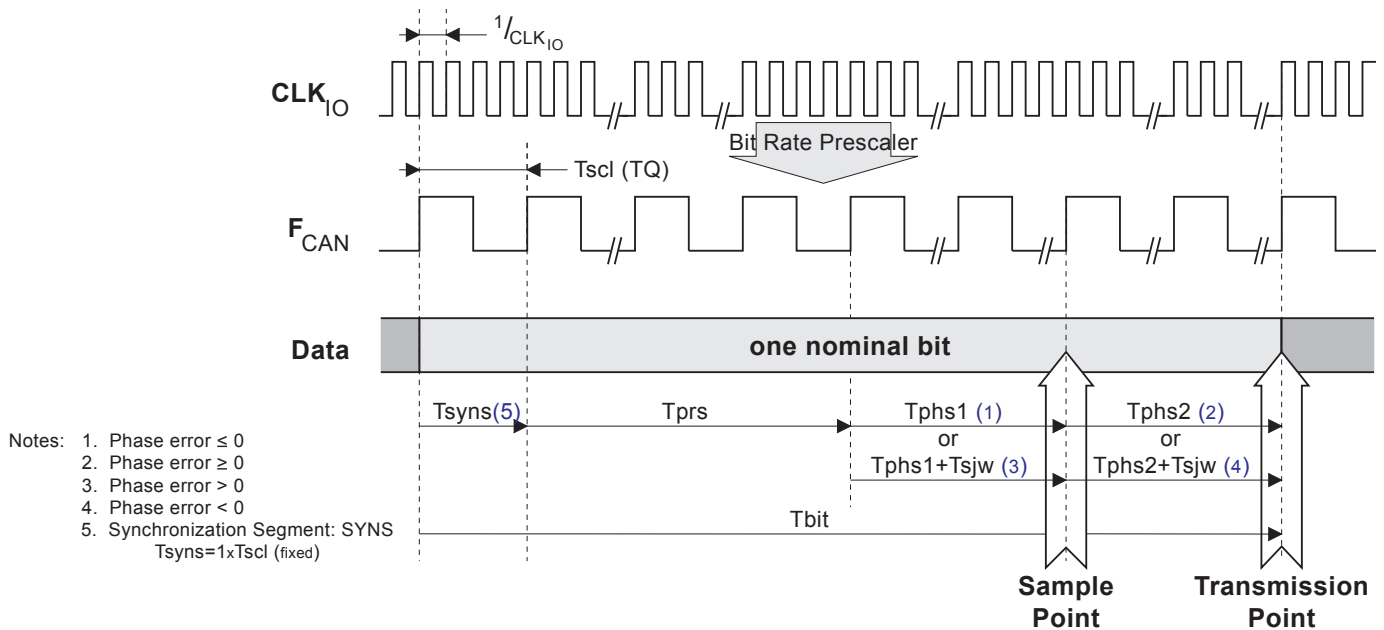 1/CLKIO
CLKIO
Bit Rate Prescaler
Tscl (TQ)
FCAN
Data
one nominal bit
Tsyns(5)
Tprs
Tphs1 (1)
or
Tphs1+Tsjw (3)
Tphs2 (2)
or
Tphs2+Tsjw (4)
Tbit
Notes: 1. Phase error ≤ 0
2. Phase error ≥ 0
3. Phase error > 0
4. Phase error < 0
5. Synchronization Segment: SYNS
Tsyns=1xTscl (fixed)
Sample
Point
Transmission
Point